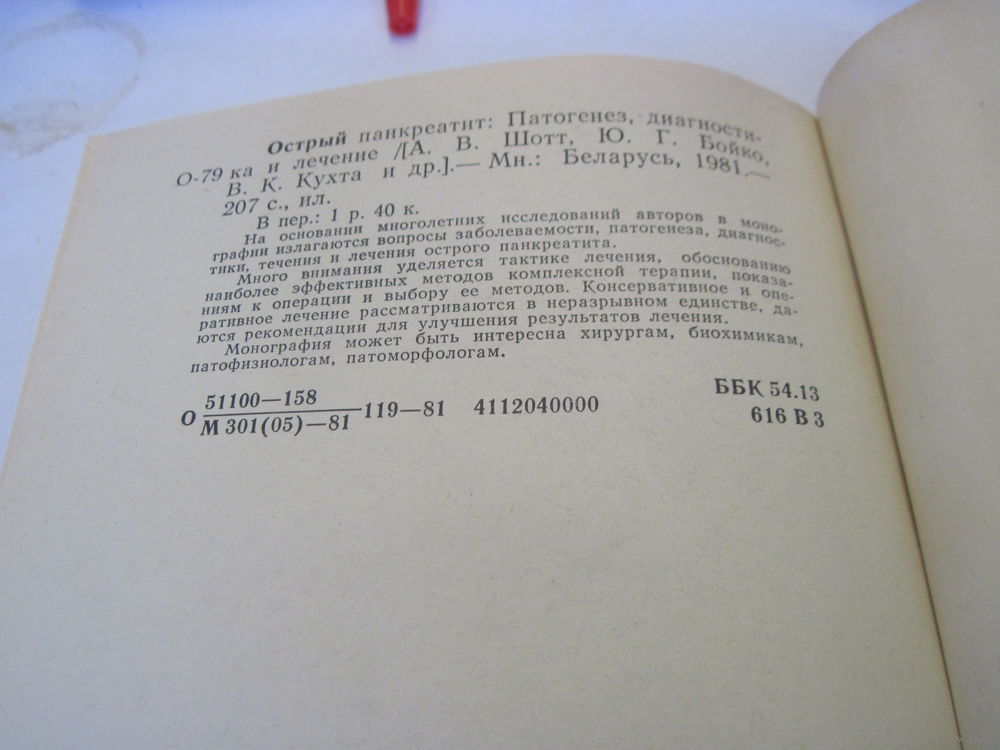 Острый панкреатит: Патогенез, диагности-
О-79 ка и лечение /[А. В. Шотт, Ю. Г. Бойко,
В. К. Кухта и др.].— Мн.: Беларусь, 1981.—
207 с., ил.
В пер.: 1 р. 40 к.
На основании многолетних исследований авторов в моно-
графии излагаются вопросы заболеваемости, патогенеза, диагнос-
тики, течения и лечения острого панкреатита.
Много внимания уделяется тактике лечения, обоснованию
наиболее эффективных методов комплексной терапии, показа-
ниям к операции и выбору ее методов. Консервативное и опе-
ративное лечение рассматриваются в неразрывном единстве, да-
ются рекомендации для улучшения результатов лечения.
Монография может быть интересна хирургам, биохимикам,
патофизиологам, патоморфологам.
51100—158
О 119—81 4112040000
М 301(05)—81
ББК 54.13
616 В 3